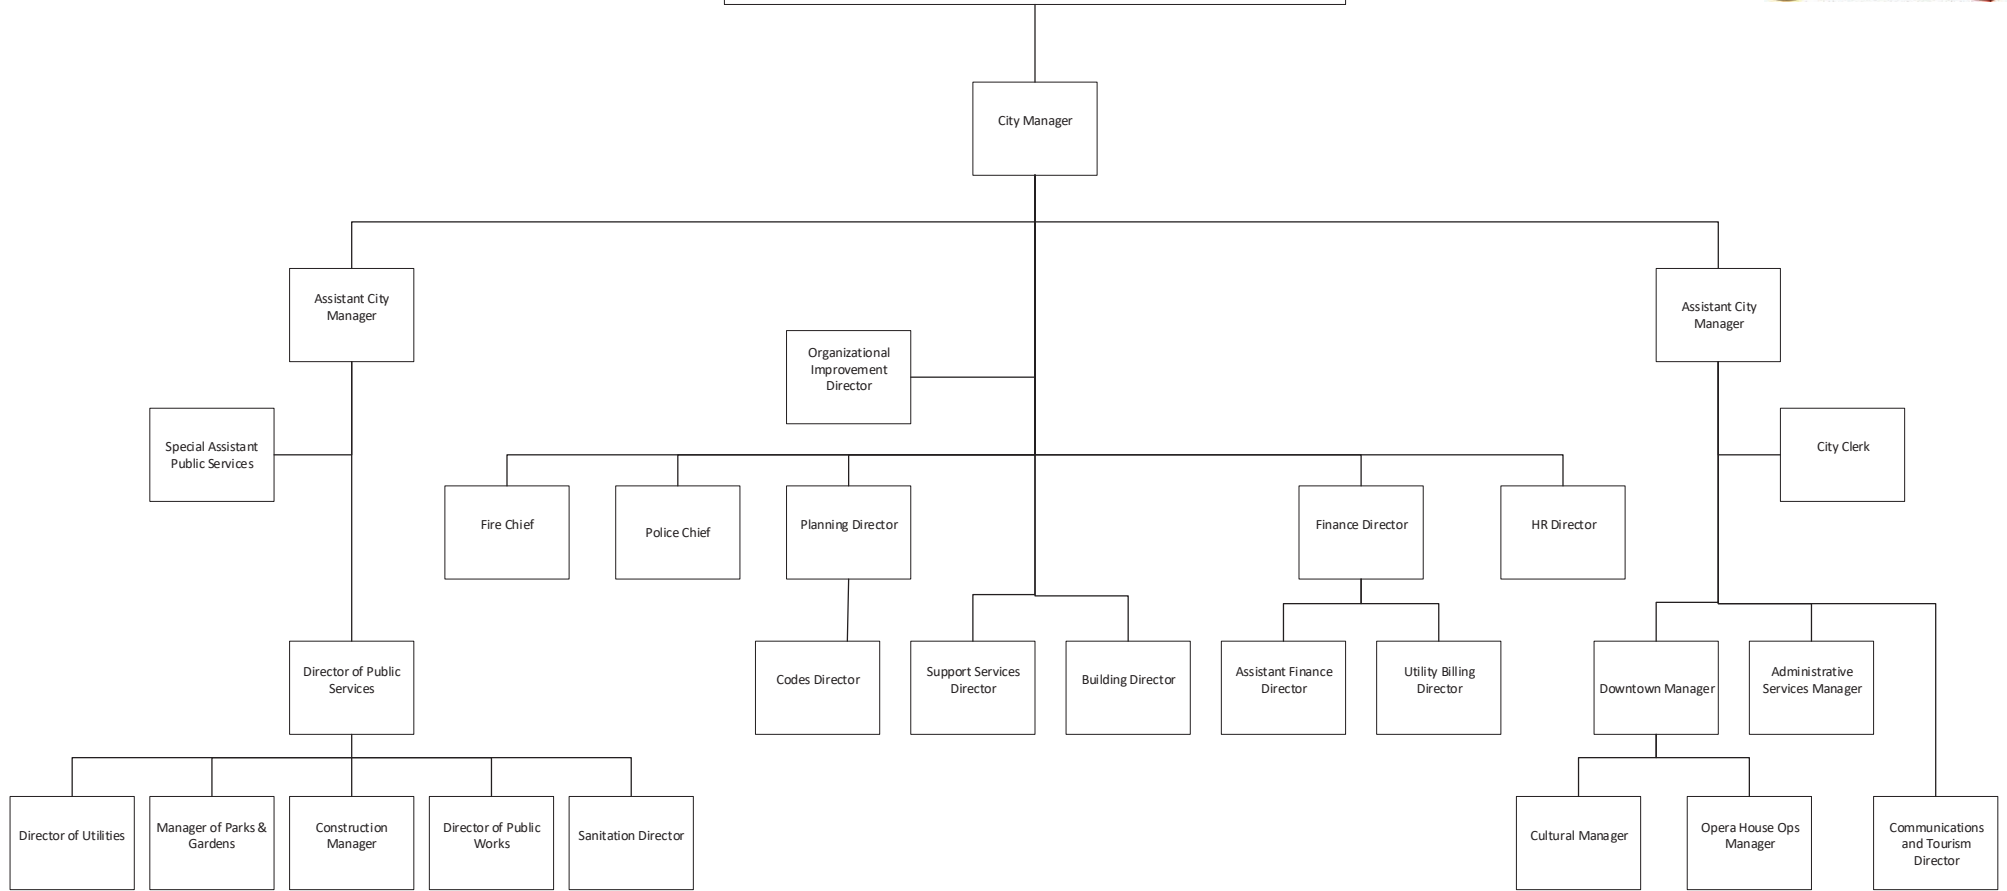 City Manager
Assistant City
Manager
Assistant City
Manager
Organizational
Improvement
Director
Special Assistant
Public Services
City Clerk
Fire Chief
Police Chief
Planning Director
Finance Director
HR Director
Director of Public
Services
Codes Director
Support Services
Director
Building Director
Assistant Finance
Director
Utility Billing
Director
Downtown Manager
Administrative
Services Manager
Director of Utilities
Manager of Parks &
Gardens
Construction
Manager
Director of Public
Works
Sanitation Director
Cultural Manager
Opera House Ops
Manager
Communications
and Tourism
Director